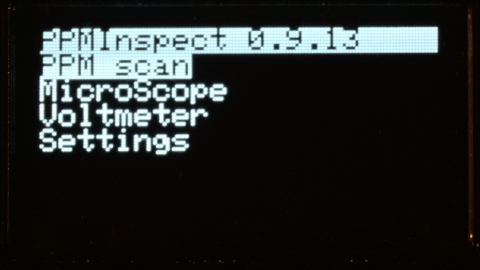 PPMInspect 0.9.13
PPM scan
MicroScope
Voltmeter
Settings